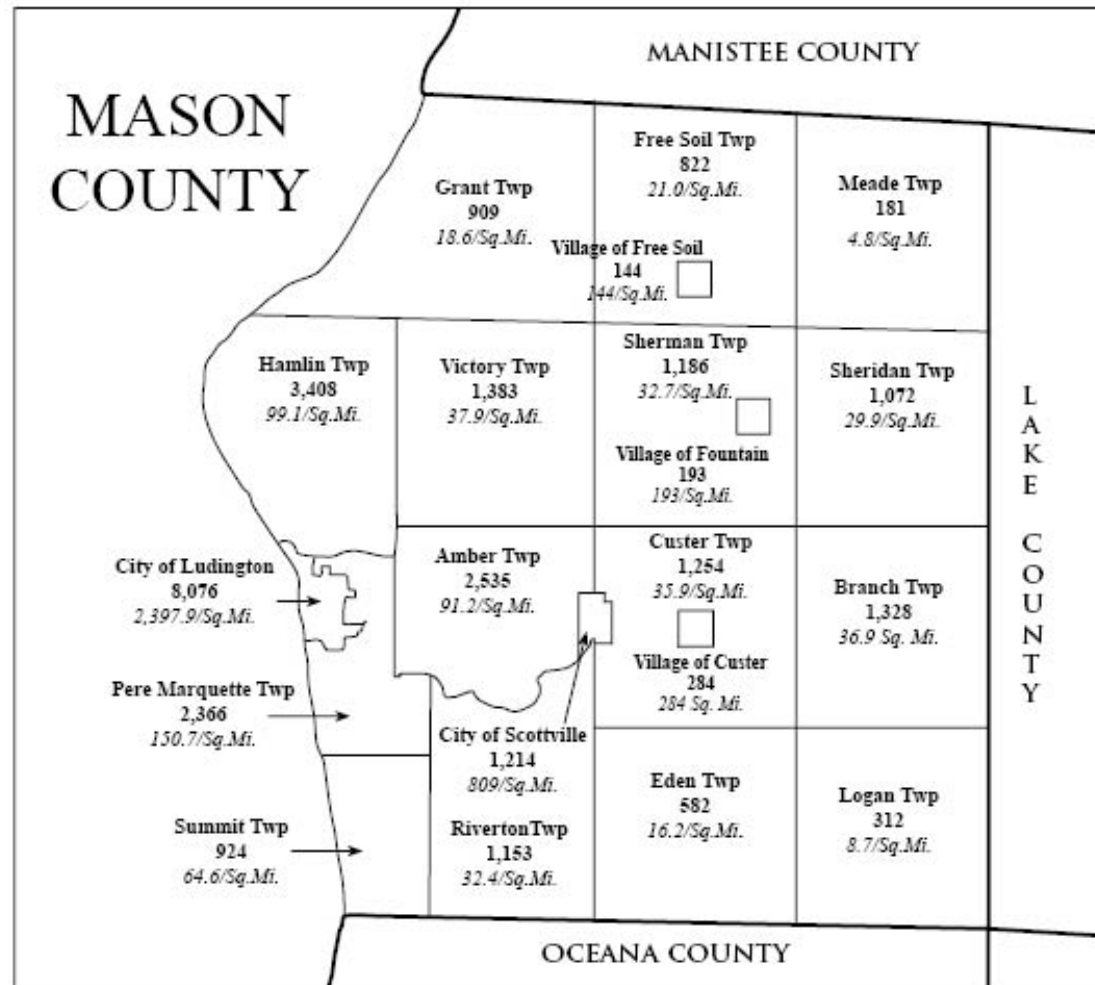 MANISTEE COUNTY
MASON
COUNTY
Free Soil Twp
822
21.0/Sq.Mi.
Grant Twp
909
18.6/Sq.Mi.
Meade Twp
181
4.8/Sq.Mi.
Village of Free Soil
144
144/Sq.Mi.
Hamlin Twp
3,408
99.1/Sq.Mi.
Victory Twp
1,383
37.9/Sq.Mi.
Sherman Twp
1,186
32.7/Sq.Mi.
Sheridan Twp
1,072
29.9/Sq.Mi.
Village of Fountain
193
193/Sq.Mi.
LAKE COUNTY
City of Ludington
8,076
2,397.9/Sq.Mi.
Amber Twp
2,535
91.2/Sq.Mi.
Custer Twp
1,254
35.9/Sq.Mi.
Branch Twp
1,328
36.9 Sq. Mi.
Village of Custer
284
284 Sq. Mi.
Pere Marquette Twp
2,366
150.7/Sq.Mi.
City of Scottville
1,214
809/Sq.Mi.
Summit Twp
924
64.6/Sq.Mi.
RivertonTwp
1,153
32.4/Sq.Mi.
Eden Twp
582
16.2/Sq.Mi.
Logan Twp
312
8.7/Sq.Mi.
OCEANA COUNTY